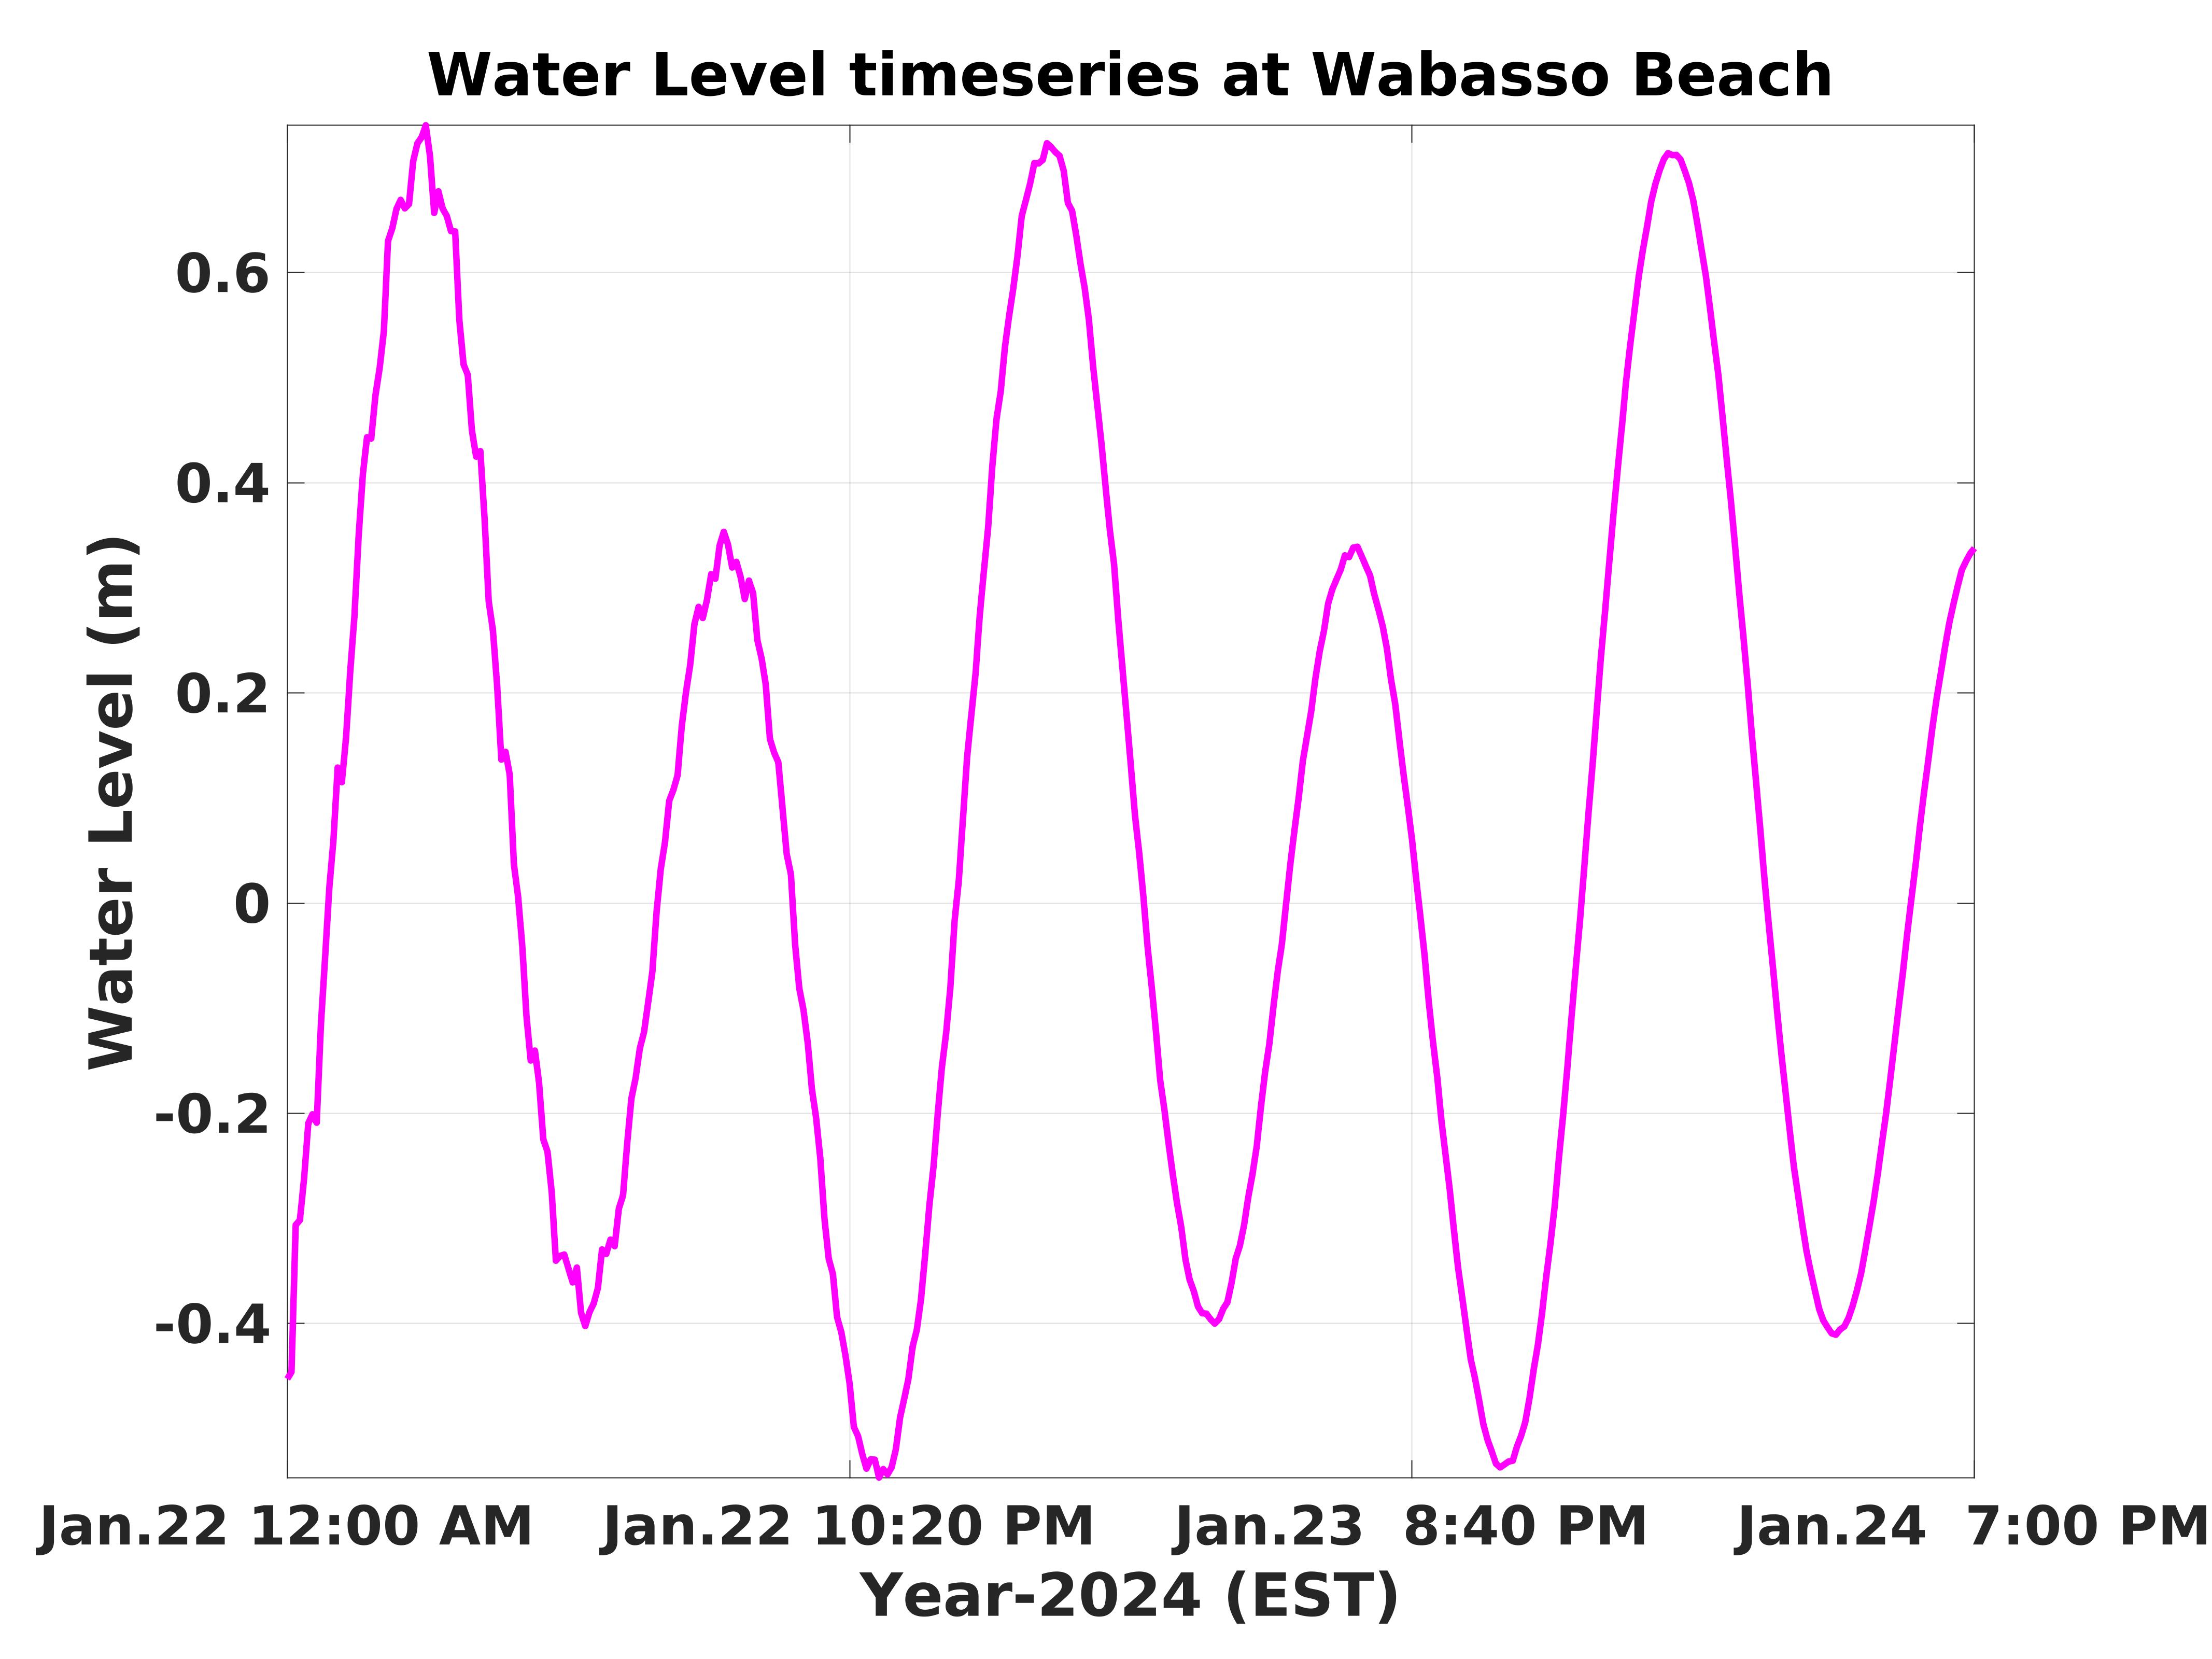 Water Level timeseries at Wabasso Beach
Water Level (m)
0.6
0.4
0.2
0
-0.2
-0.4
Jan.22 12:00 AM Jan.22 10:20 PM Jan.23 8:40 PM Jan.24 7:00 PM
Year-2024 (EST)